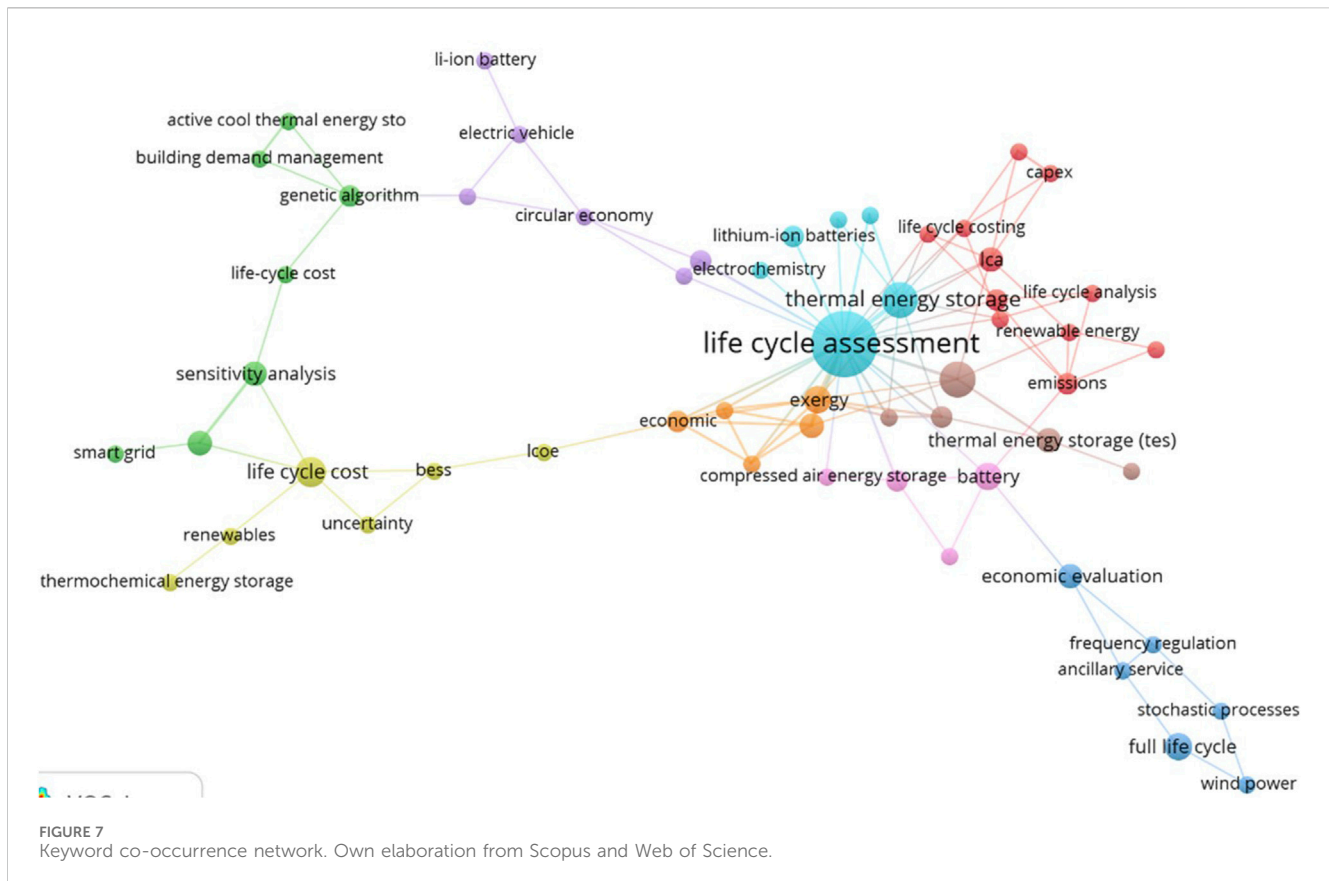 li-ion battery
active cool thermal energy sto
electric vehicle
building demand management
capex
genetic algorithm
circular economy
life cycle costing
lithium-ion batteries
lca
electrochemistry
life-cycle cost
life cycle analysis
thermal energy storage
renewable energy
life cycle assessment
sensitivity analysis
emissions
exergy
economic
thermal energy storage (tes)
smart grid
lcoe
life cycle cost
bess
compressed air energy storage
battery
uncertainty
renewables
economic evaluation
thermochemical energy storage
frequency regulation
ancillary service
stochastic processes
full life cycle
wind power
FIGURE 7
Keyword co-occurrence network. Own elaboration from Scopus and Web of Science.